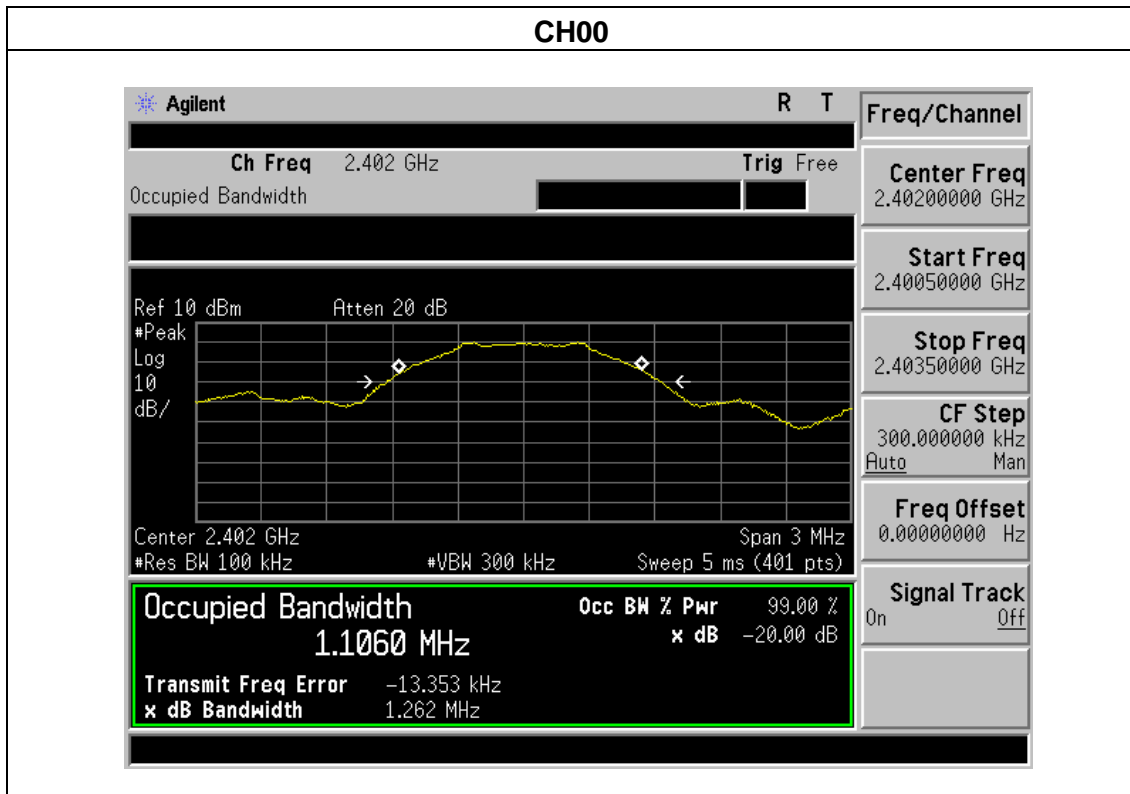 CH00
Agilent
R T
Freq/Channel
Ch Freq 2.402 GHz Trig Free
Occupied Bandwidth
Center Freq
2.40200000 GHz
Start Freq
2.40050000 GHz
Stop Freq
2.40350000 GHz
CF Step
300.000000 kHz
Auto Man
Freq Offset
0.00000000 Hz
Signal Track
On Off
Ref 10 dBm Atten 20 dB
#Peak
Log
10
dB/
Center 2.402 GHz Span 3 MHz
#Res BW 100 kHz #VBW 300 kHz Sweep 5 ms (401 pts)
Occupied Bandwidth
1.1060 MHz
Occ BW % Pwr 99.00 %
x dB -20.00 dB
Transmit Freq Error -13.353 kHz
x dB Bandwidth 1.262 MHz